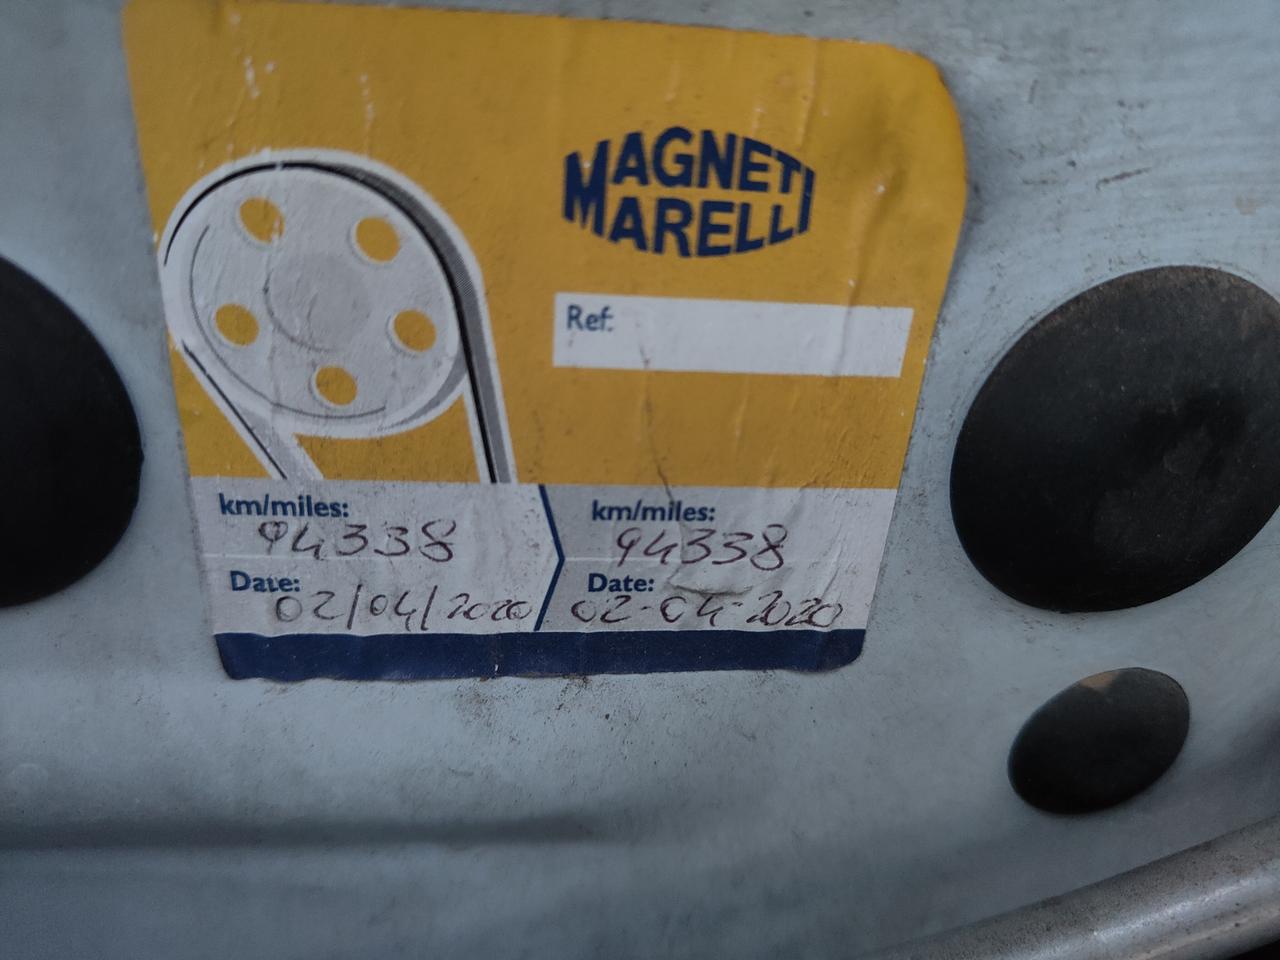 MAGNETI
MARELLI
Ref:
km/miles:
94338
Date:
02/04/2020
km/miles:
94338
Date:
02-04-2020